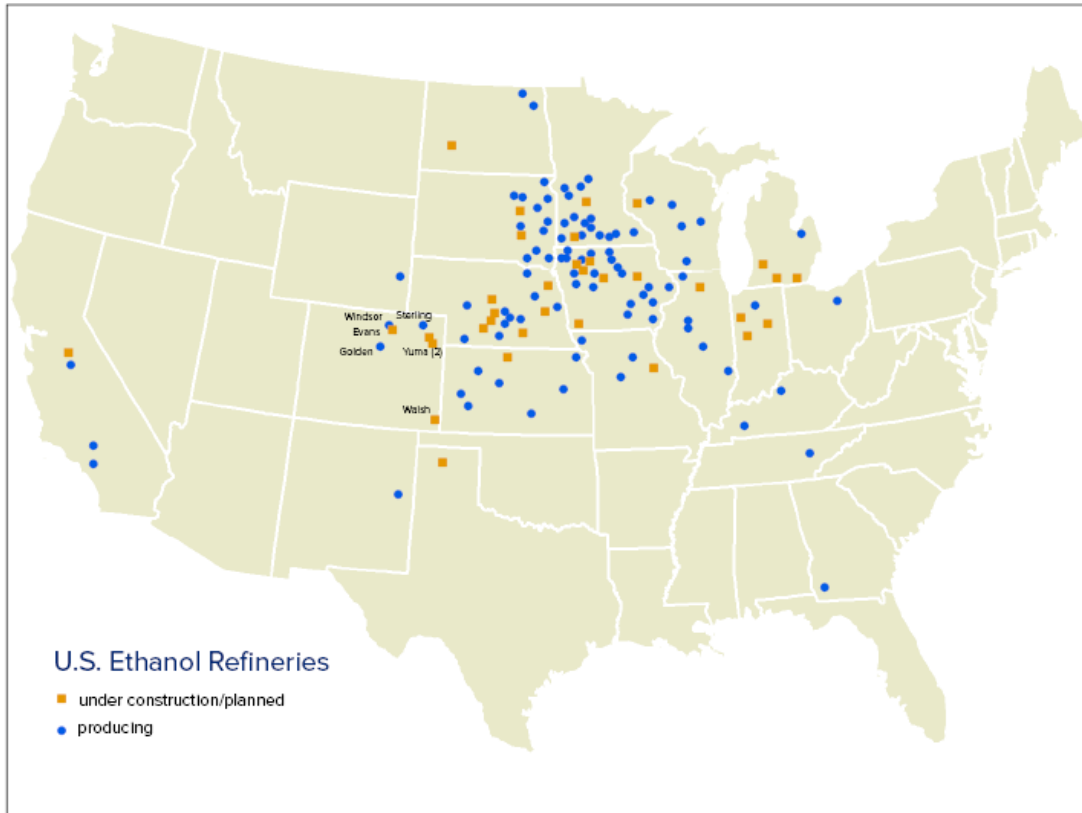 Windsor
Sterling
Evans
Golden
Yuma (2)
Walsh
U.S. Ethanol Refineries
under construction/planned
producing